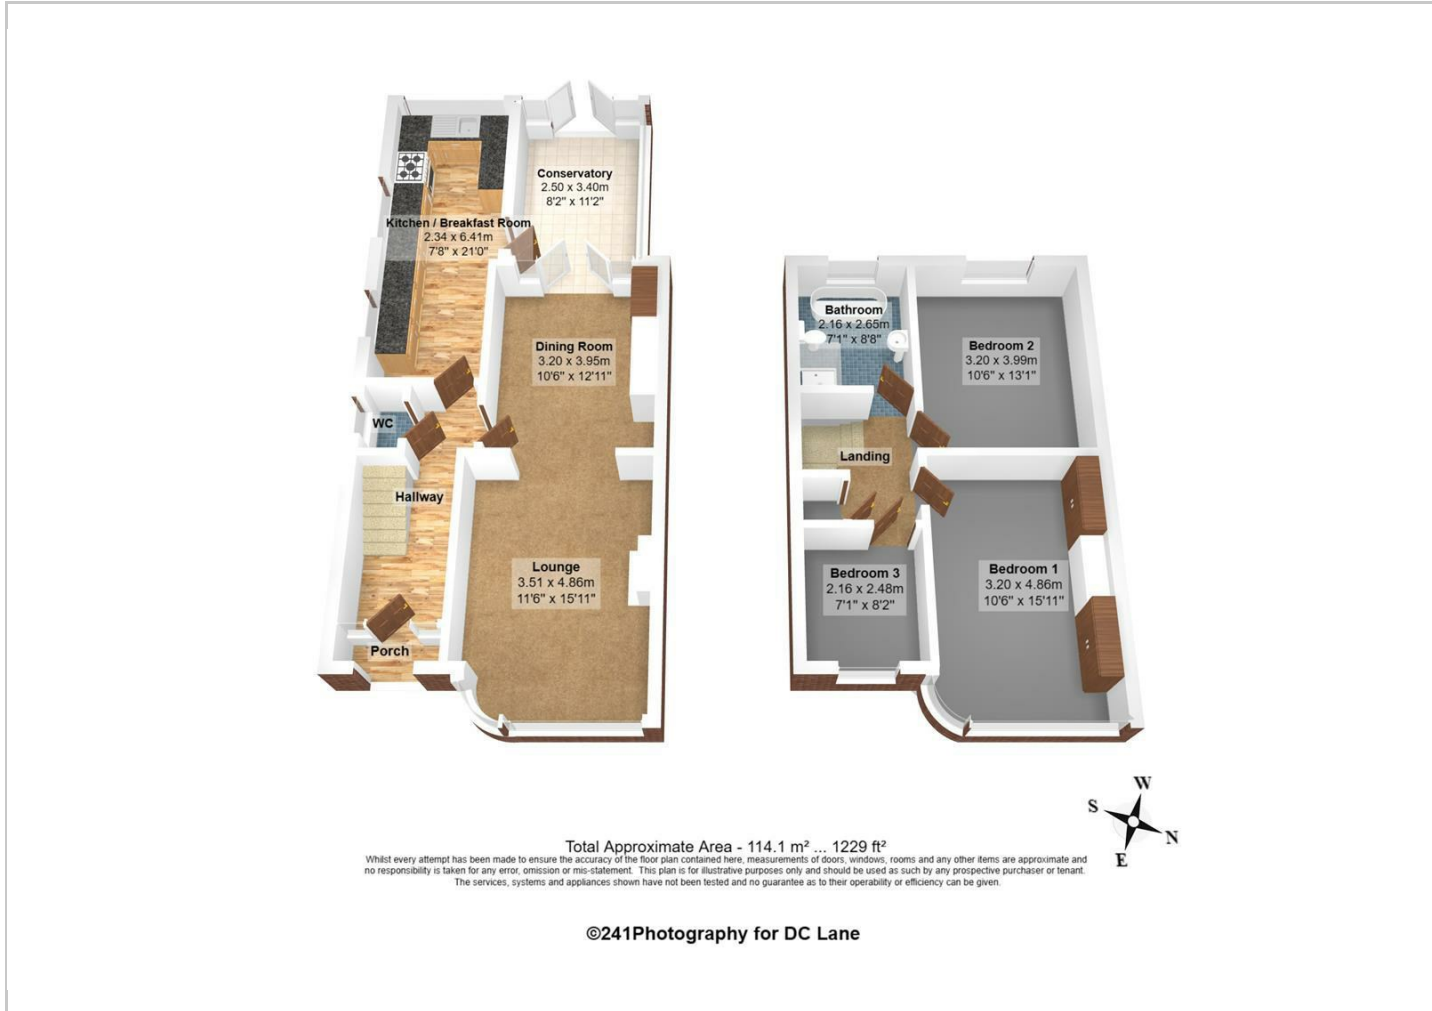 Conservatory
2.50 x 3.40m
8'2" x 11'2"
Kitchen / Breakfast Room
2.34 x 6.41m
7'8" x 21'0"
Dining Room
3.20 x 3.95m
10'6" x 12'11"
WC
Hallway
Lounge
3.51 x 4.86m
11'6" x 15'11"
Porch
Bathroom
2.16 x 2.65m
7'1" x 8'8"
Bedroom 2
3.20 x 3.99m
10'6" x 13'1"
Landing
Bedroom 3
2.16 x 2.48m
7'1" x 8'2"
Bedroom 1
3.20 x 4.86m
10'6" x 15'11"
W
S
N
E
Total Approximate Area - 114.1 m² ... 1229 ft²
Whilst every attempt has been made to ensure the accuracy of the floor plan contained here, measurements of doors, windows, rooms and any other items are approximate and
no responsibility is taken for any error, omission or mis-statement. This plan is for illustrative purposes only and should be used as such by any prospective purchaser or tenant.
The services, systems and appliances shown have not been tested and no guarantee as to their operability or efficiency can be given.
©241Photography for DC Lane